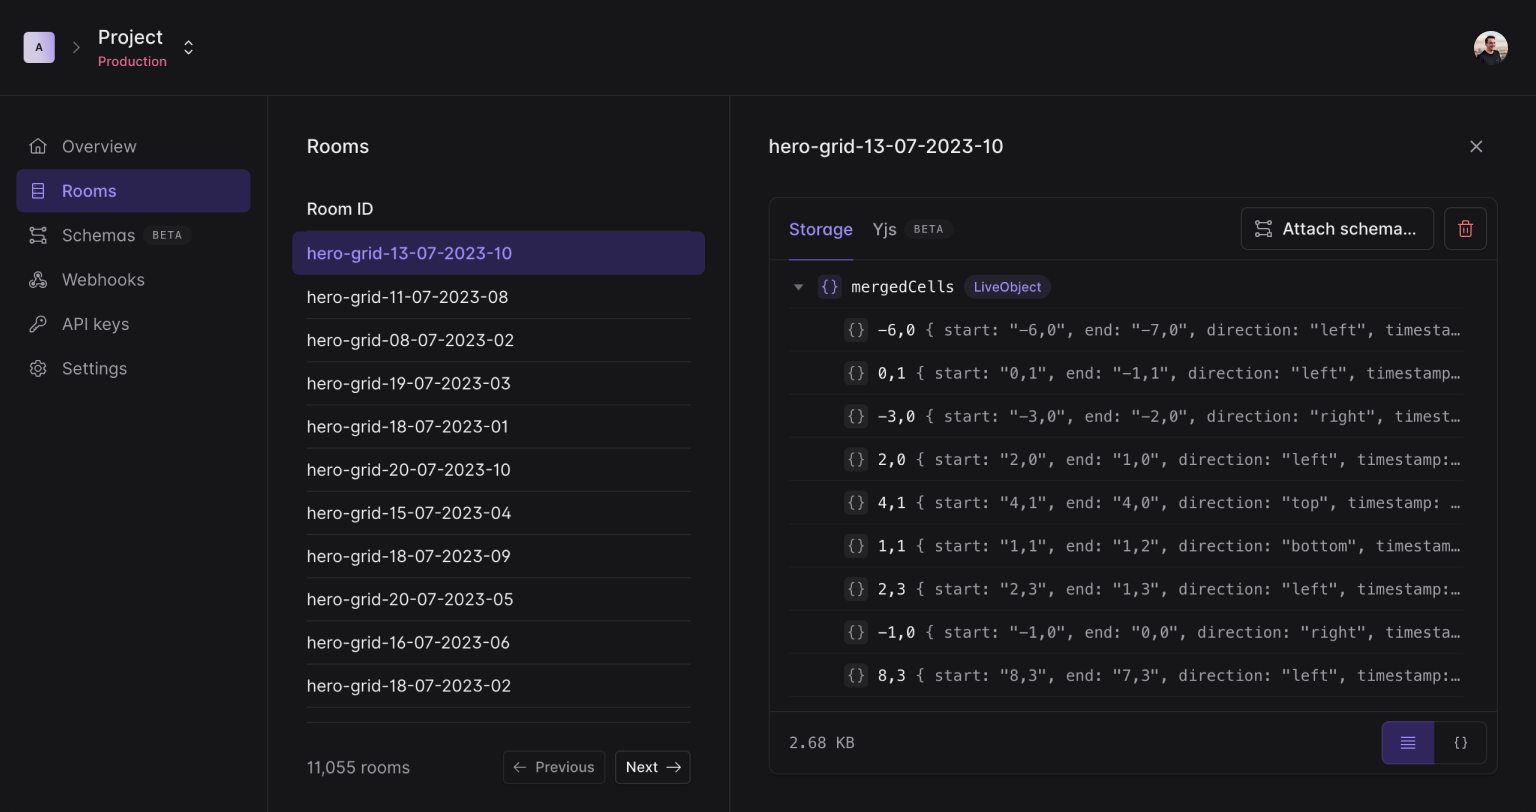 A
Project
Production
Overview
Rooms
Schemas BETA
Webhooks
API keys
Settings
Rooms
Room ID
hero-grid-13-07-2023-10
hero-grid-11-07-2023-08
hero-grid-08-07-2023-02
hero-grid-19-07-2023-03
hero-grid-18-07-2023-01
hero-grid-20-07-2023-10
hero-grid-15-07-2023-04
hero-grid-18-07-2023-09
hero-grid-20-07-2023-05
hero-grid-16-07-2023-06
hero-grid-18-07-2023-02
11,055 rooms
← Previous
Next →
hero-grid-13-07-2023-10
Storage Yjs BETA
Attach schema...
{} mergedCells LiveObject
{} -6,0 { start: "-6,0", end: "-7,0", direction: "left", timesta…
{} 0,1 { start: "0,1", end: "-1,1", direction: "left", timestamp…
{} -3,0 { start: "-3,0", end: "-2,0", direction: "right", timest…
{} 2,0 { start: "2,0", end: "1,0", direction: "left", timestamp:…
{} 4,1 { start: "4,1", end: "4,0", direction: "top", timestamp: …
{} 1,1 { start: "1,1", end: "1,2", direction: "bottom", timestam…
{} 2,3 { start: "2,3", end: "1,3", direction: "left", timestamp:…
{} -1,0 { start: "-1,0", end: "0,0", direction: "right", timesta…
{} 8,3 { start: "8,3", end: "7,3", direction: "left", timestamp:…
2.68 KB
{}